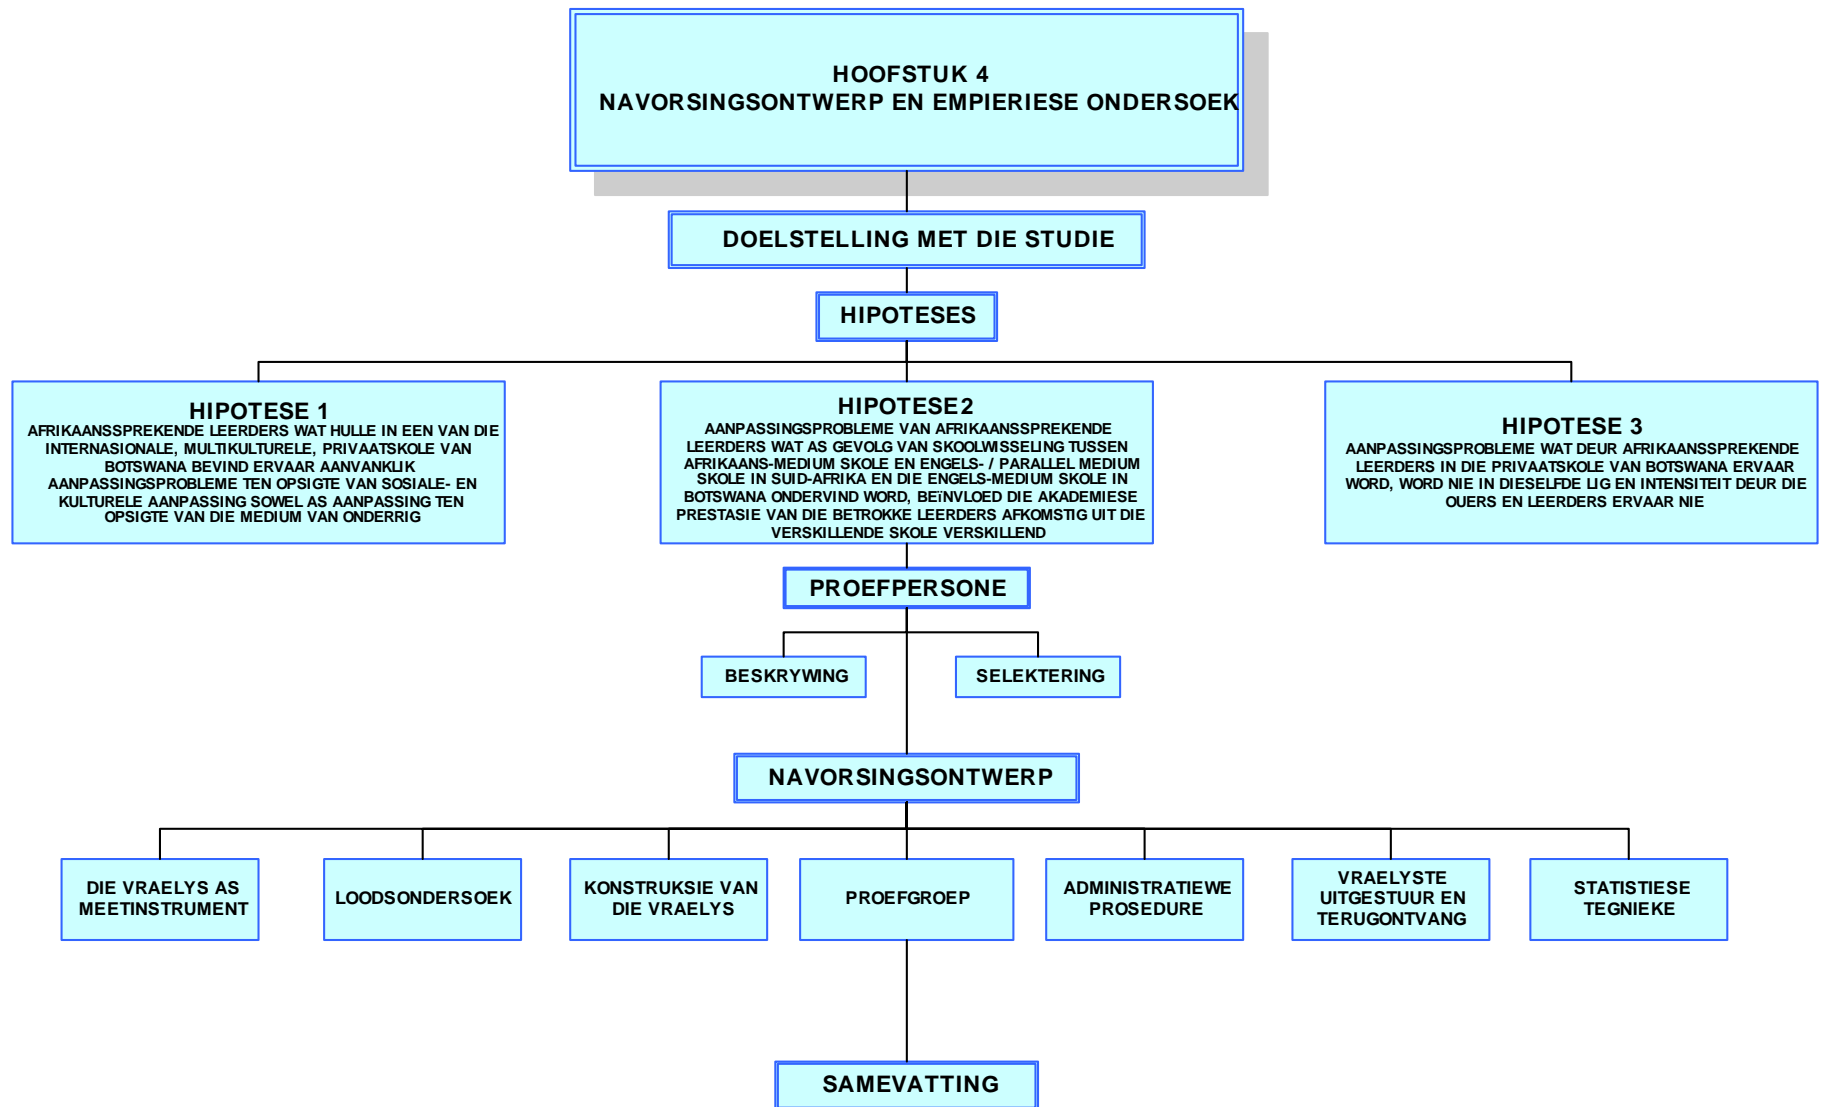 HOOFSTUK 4
NAVORSINGSONTWERP EN EMPIERIESE ONDERSOEK
DOELSTELLING MET DIE STUDIE
HIPOTESES
HIPOTESE 1
AFRIKAANSSPREKENDE LEERDERS WAT HULLE IN EEN VAN DIE
INTERNASIONALE, MULTIKULTURELE, PRIVAATSKOLE VAN
BOTSWANA BEVIND ERVAAR AANVANKLIK
AANPASSINGSPROBLEME TEN OPSIGTE VAN SOSIALE- EN
KULTURELE AANPASSING SOWEL AS AANPASSING TEN
OPSIGTE VAN DIE MEDIUM VAN ONDERRIG
HIPOTESE2
AANPASSINGSPROBLEME VAN AFRIKAANSSPREKENDE
LEERDERS WAT AS GEVOLG VAN SKOOLWISSELING TUSSEN
AFRIKAANS-MEDIUM SKOLE EN ENGELS- / PARALLEL MEDIUM
SKOLE IN SUID-AFRIKA EN DIE ENGELS-MEDIUM SKOLE IN
BOTSWANA ONDERVIND WORD, BEïNVLOED DIE AKADEMIESE
PRESTASIE VAN DIE BETROKKE LEERDERS AFKOMSTIG UIT DIE
VERSKILLENDE SKOLE VERSKILLEND
HIPOTESE 3
AANPASSINGSPROBLEME WAT DEUR AFRIKAANSSPREKENDE
LEERDERS IN DIE PRIVAATSKOLE VAN BOTSWANA ERVAAR
WORD, WORD NIE IN DIESELFDE LIG EN INTENSITEIT DEUR DIE
OUERS EN LEERDERS ERVAAR NIE
PROEFPERSONE
BESKRYWING
SELEKTERING
NAVORSINGSONTWERP
DIE VRAELYS AS
MEETINSTRUMENT
LOODSONDERSOEK
KONSTRUKSIE VAN
DIE VRAELYS
PROEFGROEP
ADMINISTRATIEWE
PROSEDURE
VRAELYSTE
UITGESTUUR EN
TERUGONTVANG
STATISTIESE
TEGNIEKE
SAMEVATTING